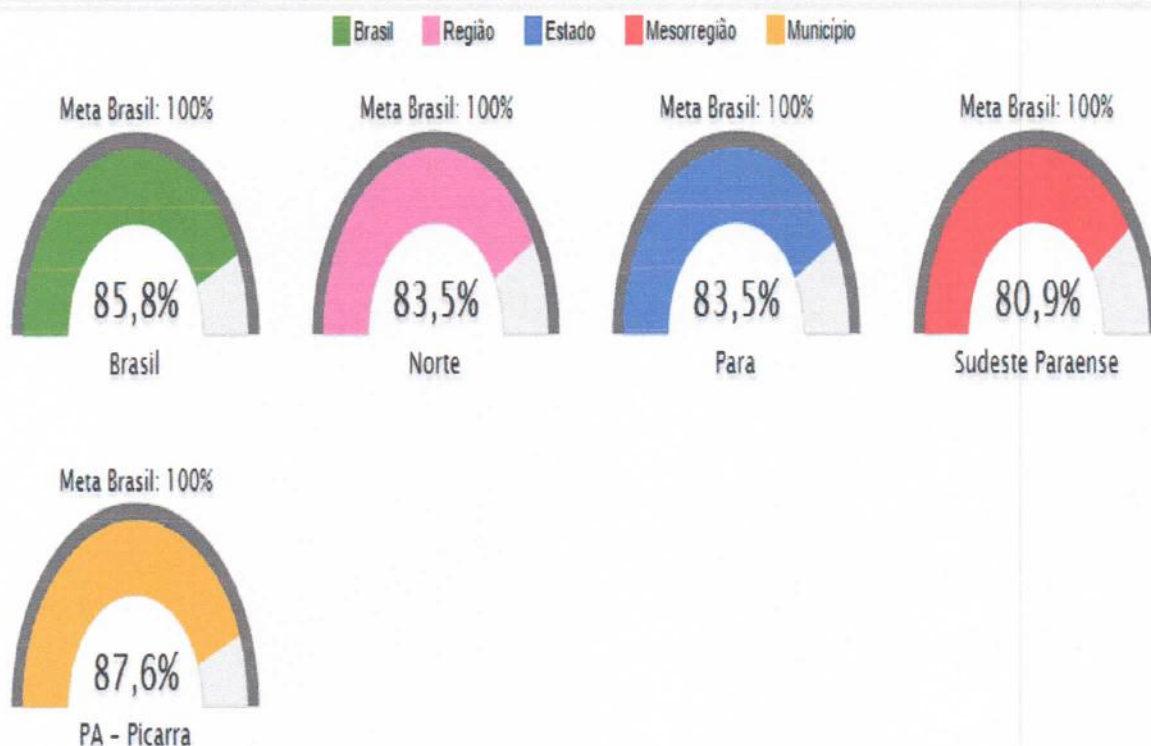 Brasil Região Estado Mesorregião Município
Meta Brasil: 100% Meta Brasil: 100% Meta Brasil: 100% Meta Brasil: 100%
85,8% 83,5% 83,5% 80,9%
Brasil Norte Para Sudeste Paraense
Meta Brasil: 100%
87,6%
PA - Picarra